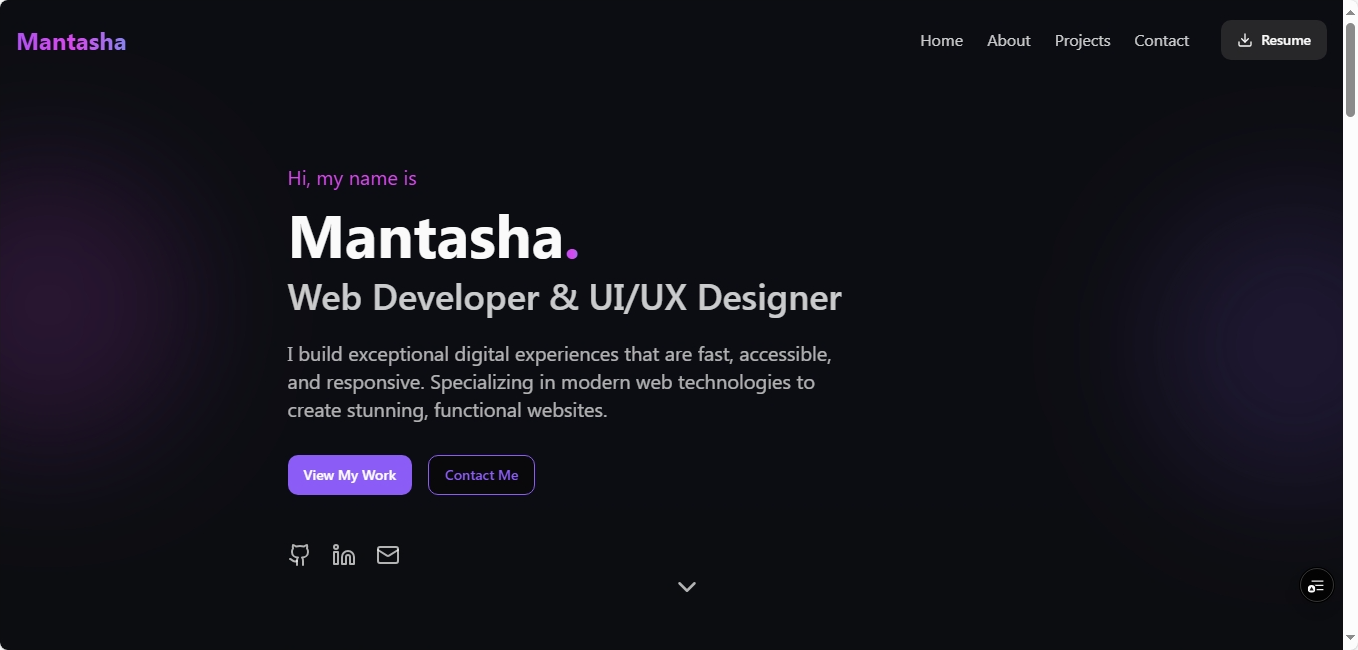 Mantasha
Home About Projects Contact Resume
Hi, my name is
Mantasha.
Web Developer & UI/UX Designer
I build exceptional digital experiences that are fast, accessible,
and responsive. Specializing in modern web technologies to
create stunning, functional websites.
View My Work Contact Me